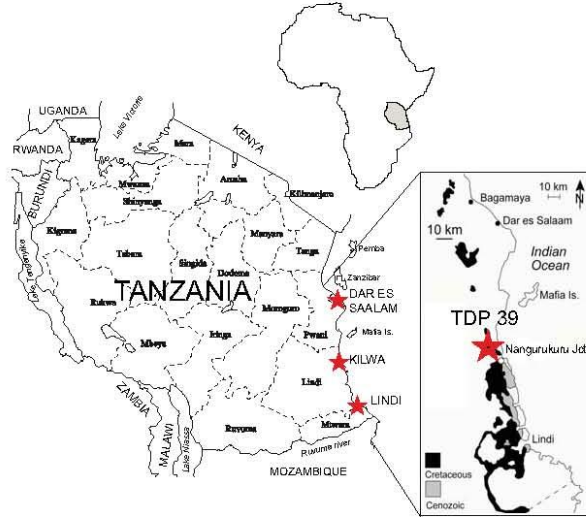 UGANDA
Lake Victoria
KENYA
RWANDA
Kagera
Mara
BURUNDI
Mwanza
Arusha
Shinyanga
Kilimanjaro
Kigoma
Manyara
Tabora
Singida
Tanga
Pemba
Dodoma
Zanzibar
Lake Tanganyika
TANZANIA
DAR ES
SAALAM
Rukwa
Morogoro
Pwani
Mafia Is.
Iringa
Mbeya
KILWA
Lindi
ZAMBIA
LINDI
MALAWI
Lake Niassa
Ruvuma
Mtwara
Rwuma river
MOZAMBIQUE
Bagamaya
10 km
N
Dar es Salaam
10 km
Indian
Ocean
Mafia Is.
TDP 39
Nangurukuru Jct
Lindi
Cretaceous
Cenozoic